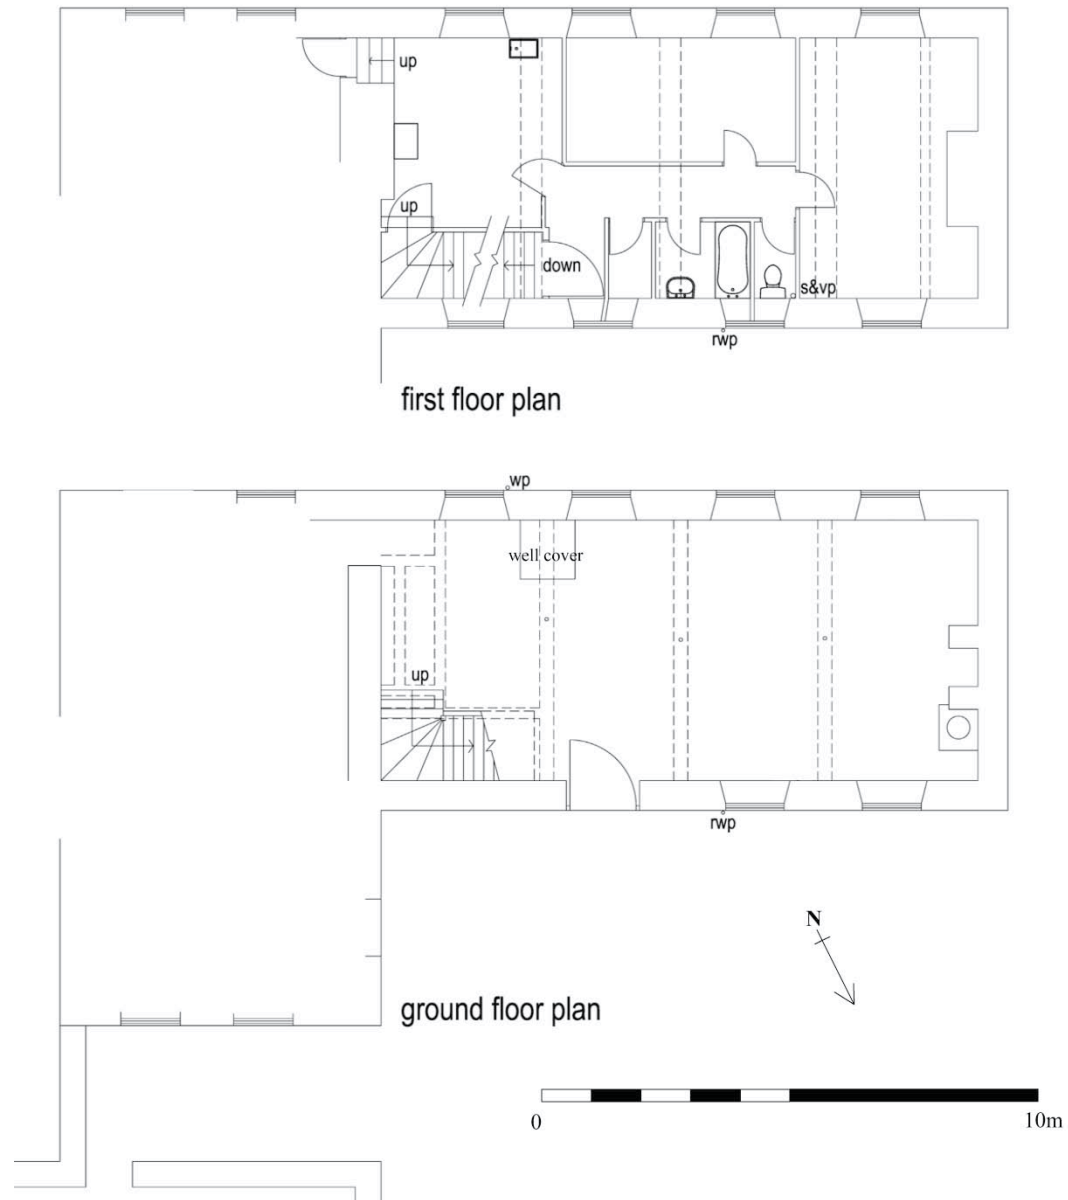 up
up
down
s&vp
rwp
first floor plan
wp
well cover
up
rwp
N
ground floor plan
0
10m